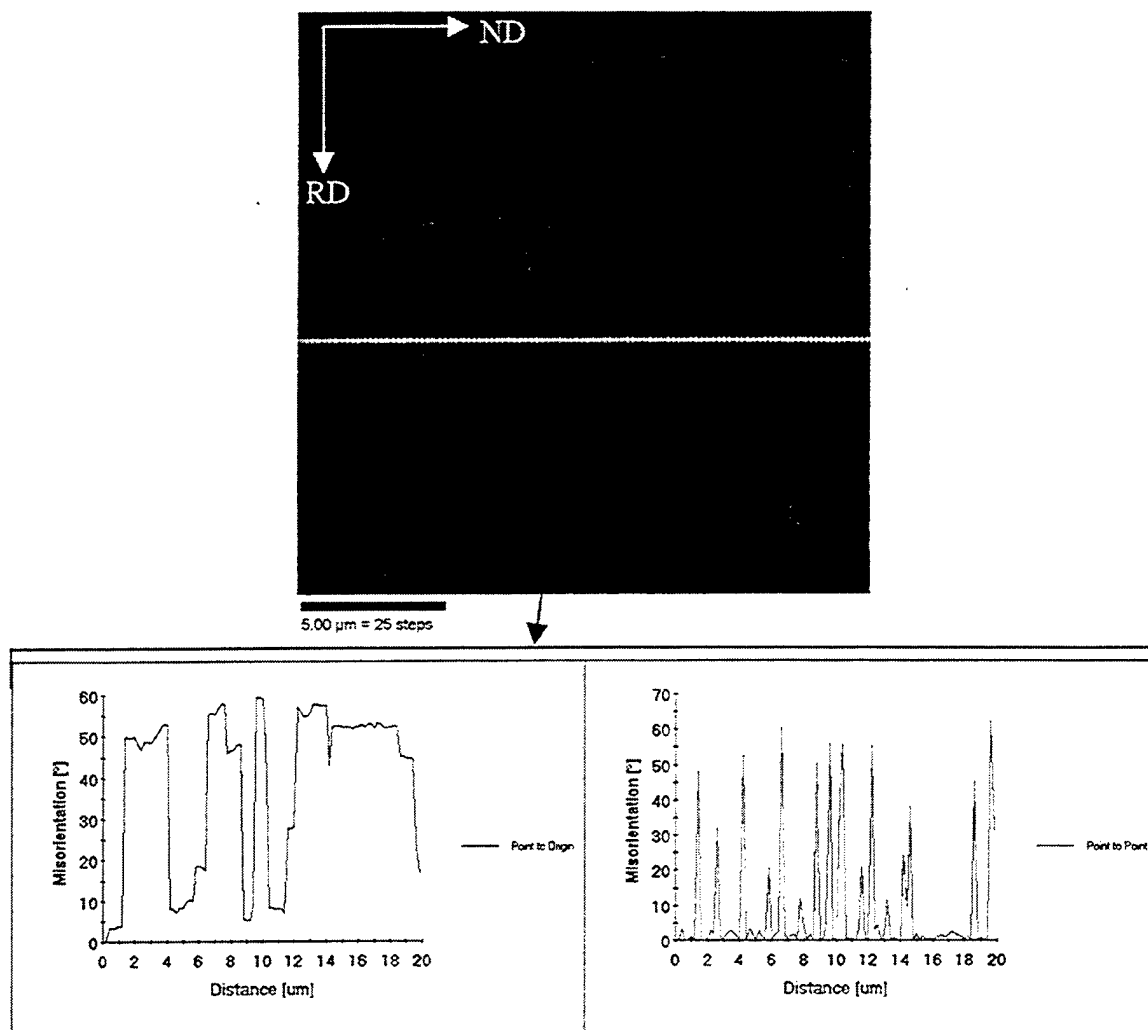 ND
RD
5.00 µm = 25 steps
60
50
40
30
20
10
0
Misorientation [°]
0 2 4 6 8 10 12 14 16 18 20
Distance [um]
Point to Origin
70
60
50
40
30
20
10
0
Misorientation [°]
0 2 4 6 8 10 12 14 16 18 20
Distance [um]
Point to Point